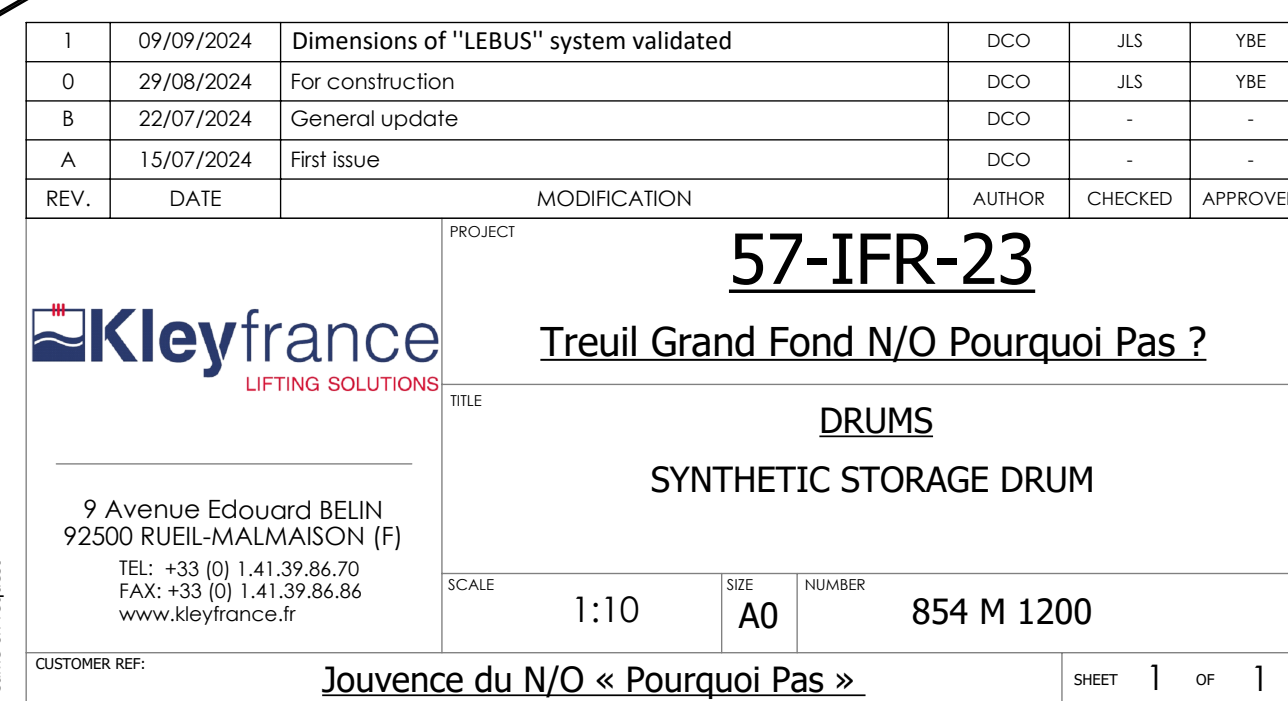 1 09/09/2024 Dimensions of "LEBUS" system validated DCO JLS YBE
0 29/08/2024 For construction DCO JLS YBE
B 22/07/2024 General update DCO - -
A 15/07/2024 First issue DCO - -
REV. DATE MODIFICATION AUTHOR CHECKED APPROVE
PROJECT
57-IFR-23
Treuil Grand Fond N/O Pourquoi Pas ?
Kleyfrance
LIFTING SOLUTIONS
TITLE
DRUMS
SYNTHETIC STORAGE DRUM
9 Avenue Edouard BELIN
92500 RUEIL-MALMAISON (F)
TEL: +33 (0) 1.41.39.86.70
FAX: +33 (0) 1.41.39.86.86
www.kleyfrance.fr
SCALE
1:10
SIZE
A0
NUMBER
854 M 1200
CUSTOMER REF:
Jouvence du N/O « Pourquoi Pas »
SHEET 1 OF 1